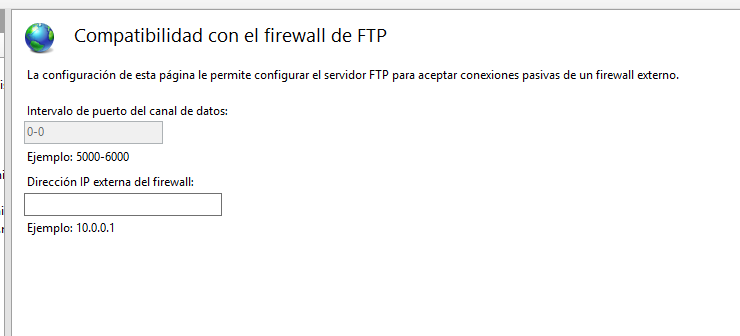 Compatibilidad con el firewall de FTP
La configuración de esta página le permite configurar el servidor FTP para aceptar conexiones pasivas de un firewall externo.
Intervalo de puerto del canal de datos:
0-0
Ejemplo: 5000-6000
Dirección IP externa del firewall:
Ejemplo: 10.0.0.1